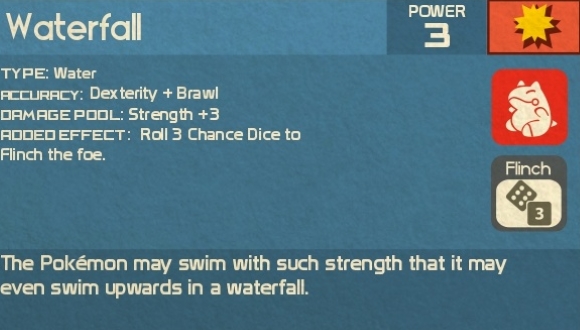 Waterfall
POWER
3
TYPE: Water
ACCURACY: Dexterity + Brawl
DAMAGE POOL: Strength +3
ADDED EFFECT: Roll 3 Chance Dice to
Flinch the foe.
Flinch
3
The Pokémon may swim with such strength that it may
even swim upwards in a waterfall.